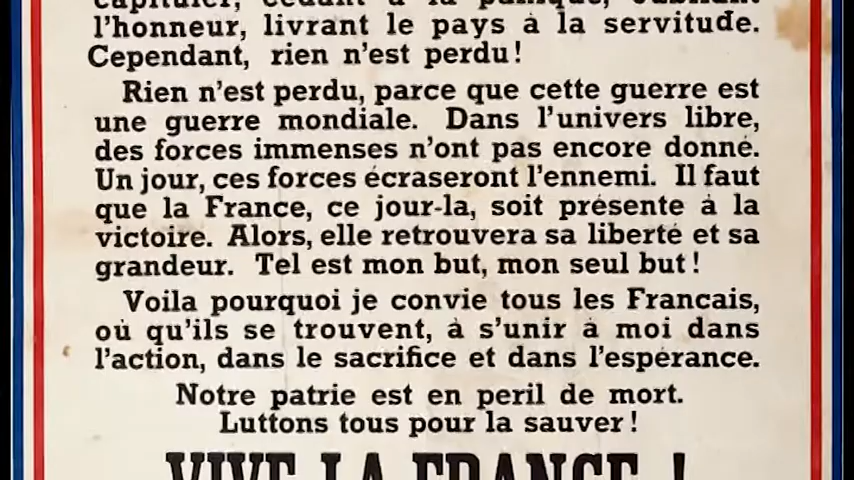 l'honneur, livrant le pays à la servitude.
Cependant, rien n'est perdu!
Rien n'est perdu, parce que cette guerre est
une guerre mondiale. Dans l'univers libre,
des forces immenses n'ont pas encore donné.
Un jour, ces forces écraseront l'ennemi. Il faut
que la France, ce jour-la, soit présente à la
victoire. Alors, elle retrouvera sa liberté et sa
grandeur. Tel est mon but, mon seul but!
Voila pourquoi je convie tous les Francais,
où qu'ils se trouvent, à s'unir à moi dans
l'action, dans le sacrifice et dans l'espérance.
Notre patrie est en peril de mort.
Luttons tous pour la sauver!
VIVE LA FRANCE!